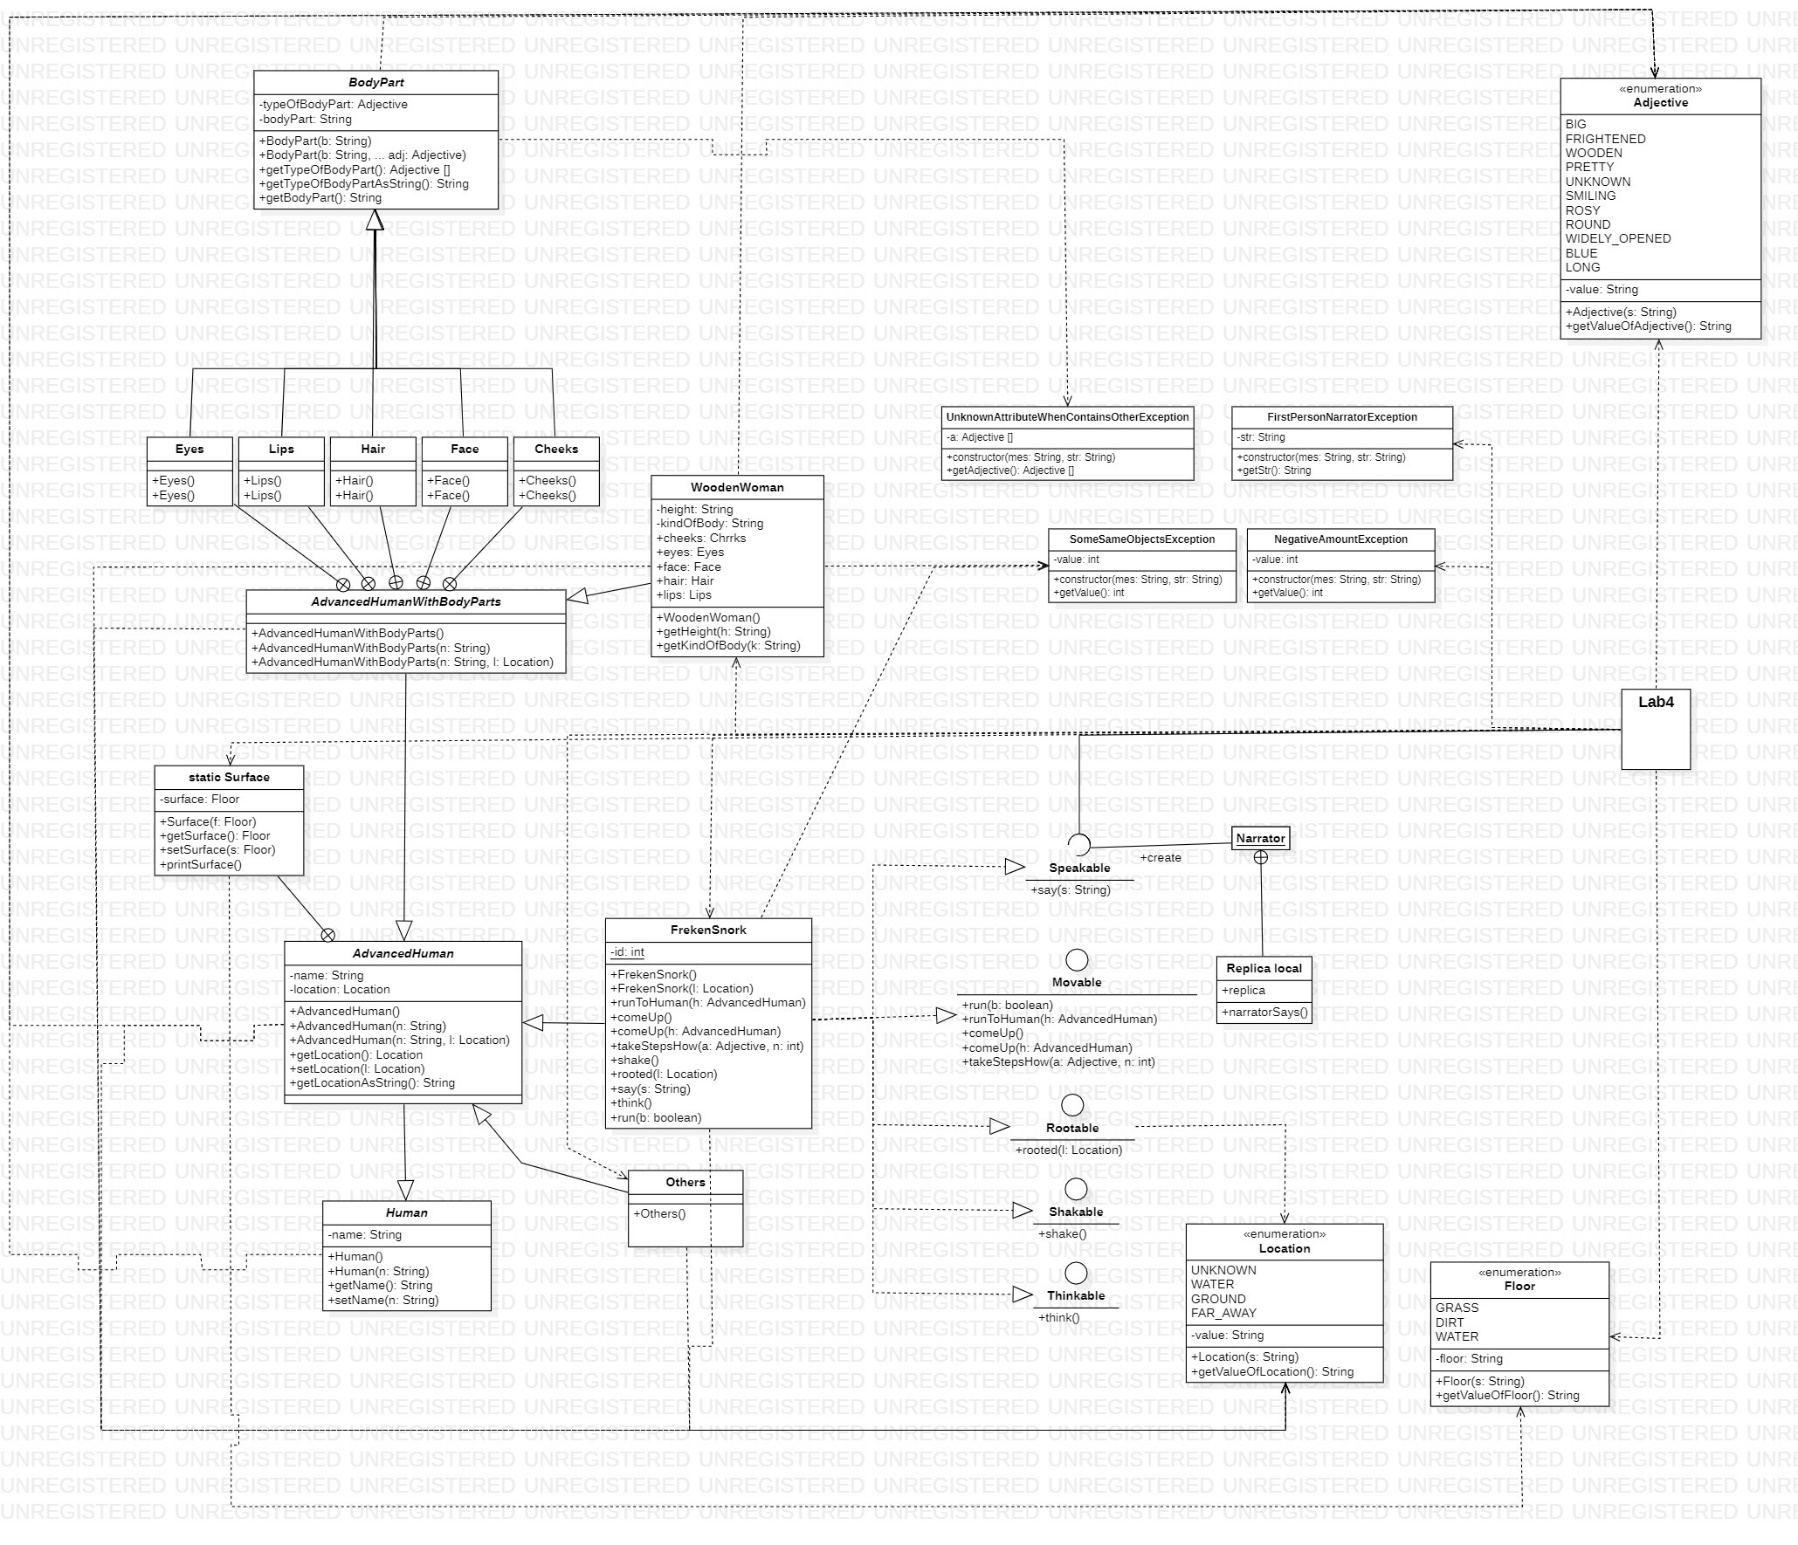 BodyPart
-typeOfBodyPart: Adjective
-bodyPart: String
+BodyPart(b: String)
+BodyPart(b: String, ... adj: Adjective)
+getTypeOfBodyPart(): Adjective []
+getTypeOfBodyPartAsString(): String
+getBodyPart(): String
«enumeration»
Adjective
BIG
FRIGHTENED
WOODEN
PRETTY
UNKNOWN
SMILING
ROSY
ROUND
WIDELY_OPENED
BLUE
LONG
-value: String
+Adjective(s: String)
+getValueOfAdjective(): String
Eyes
+Eyes()
+Eyes()
Lips
+Lips()
+Lips()
Hair
+Hair()
+Hair()
Face
+Face()
+Face()
Cheeks
+Cheeks()
+Cheeks()
WoodenWoman
-height: String
-kindOfBody: String
+cheeks: Chrrks
+eyes: Eyes
+face: Face
+hair: Hair
+lips: Lips
+WoodenWoman()
+getHeight(h: String)
+getKindOfBody(k: String)
UnknownAttributeWhenContainsOtherException
-a: Adjective []
+constructor(mes: String, str: String)
+getAdjective(): Adjective []
FirstPersonNarratorException
-str: String
+constructor(mes: String, str: String)
+getStr(): String
SomeSameObjectsException
-value: int
+constructor(mes: String, str: String)
+getValue(): int
NegativeAmountException
-value: int
+constructor(mes: String, str: String)
+getValue(): int
AdvancedHumanWithBodyParts
+AdvancedHumanWithBodyParts()
+AdvancedHumanWithBodyParts(n: String)
+AdvancedHumanWithBodyParts(n: String, l: Location)
Lab4
static Surface
-surface: Floor
+Surface(f: Floor)
+getSurface(): Floor
+setSurface(s: Floor)
+printSurface()
Narrator
+create
Speakable
+say(s: String)
AdvancedHuman
-name: String
-location: Location
+AdvancedHuman()
+AdvancedHuman(n: String)
+AdvancedHuman(n: String, l: Location)
+getLocation(): Location
+setLocation(l: Location)
+getLocationAsString(): String
FrekenSnork
-id: int
+FrekenSnork()
+FrekenSnork(l: Location)
+runToHuman(h: AdvancedHuman)
+comeUp()
+comeUp(h: AdvancedHuman)
+takeStepsHow(a: Adjective, n: int)
+shake()
+rooted(l: Location)
+say(s: String)
+think()
+run(b: boolean)
Movable
+run(b: boolean)
+runToHuman(h: AdvancedHuman)
+comeUp()
+comeUp(h: AdvancedHuman)
+takeStepsHow(a: Adjective, n: int)
Replica local
+replica
+narratorSays()
Rootable
+rooted(l: Location)
Others
+Others()
Human
-name: String
+Human()
+Human(n: String)
+getName(): String
+setName(n: String)
Shakable
+shake()
Thinkable
+think()
«enumeration»
Location
UNKNOWN
WATER
GROUND
FAR_AWAY
-value: String
+Location(s: String)
+getValueOfLocation(): String
«enumeration»
Floor
GRASS
DIRT
WATER
-floor: String
+Floor(s: String)
+getValueOfFloor(): String
UNREGISTERED